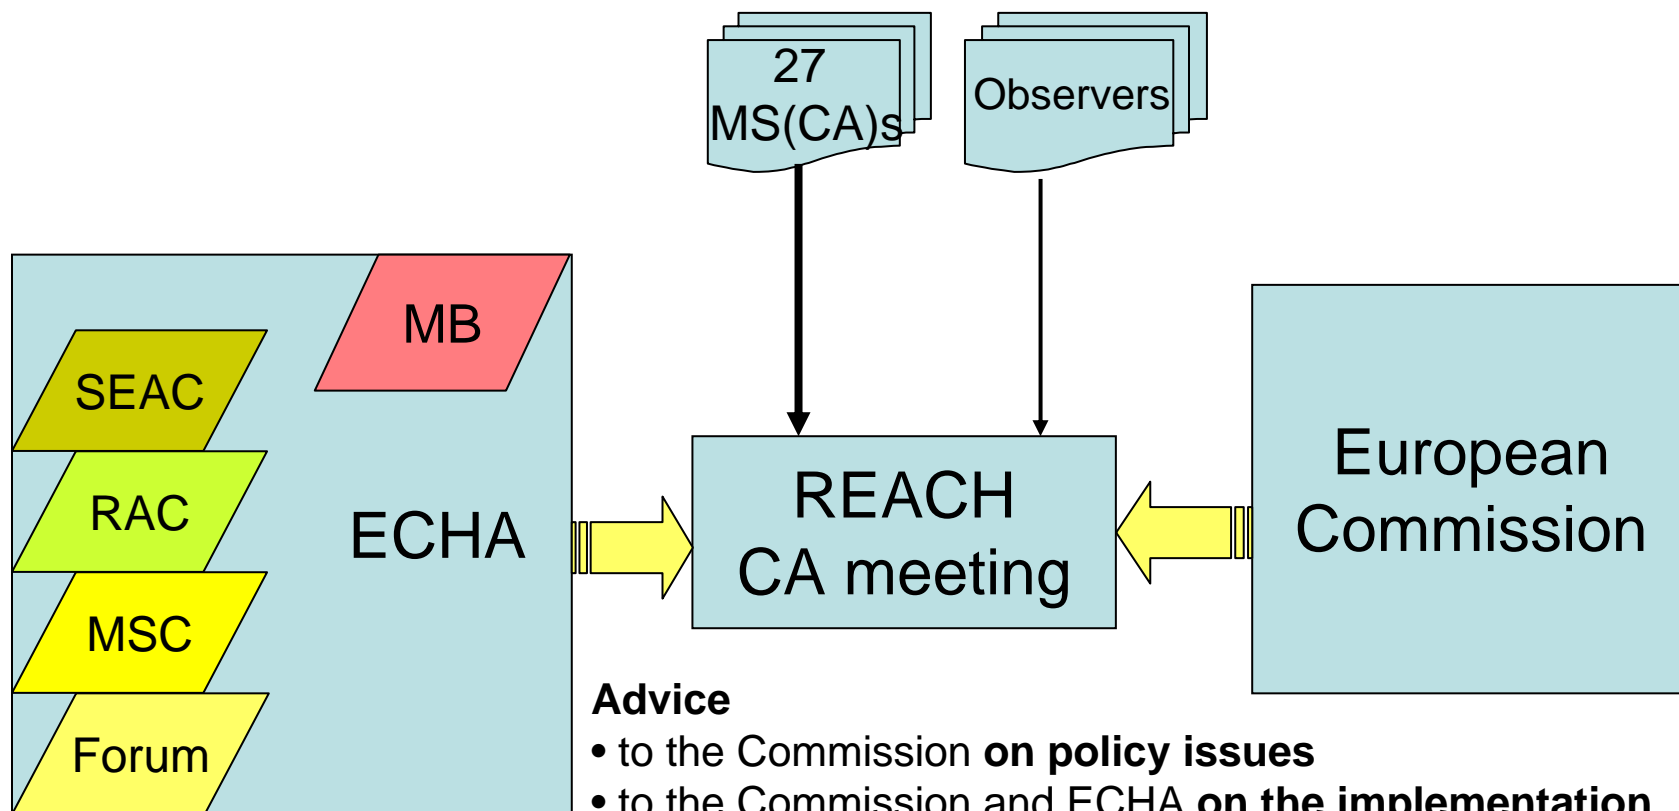 27
MS(CA)s
Observers
MB
SEAC
RAC
MSC
Forum
ECHA
REACH
CA meeting
European
Commission
Advice
• to the Commission on policy issues
• to the Commission and ECHA on the implementation